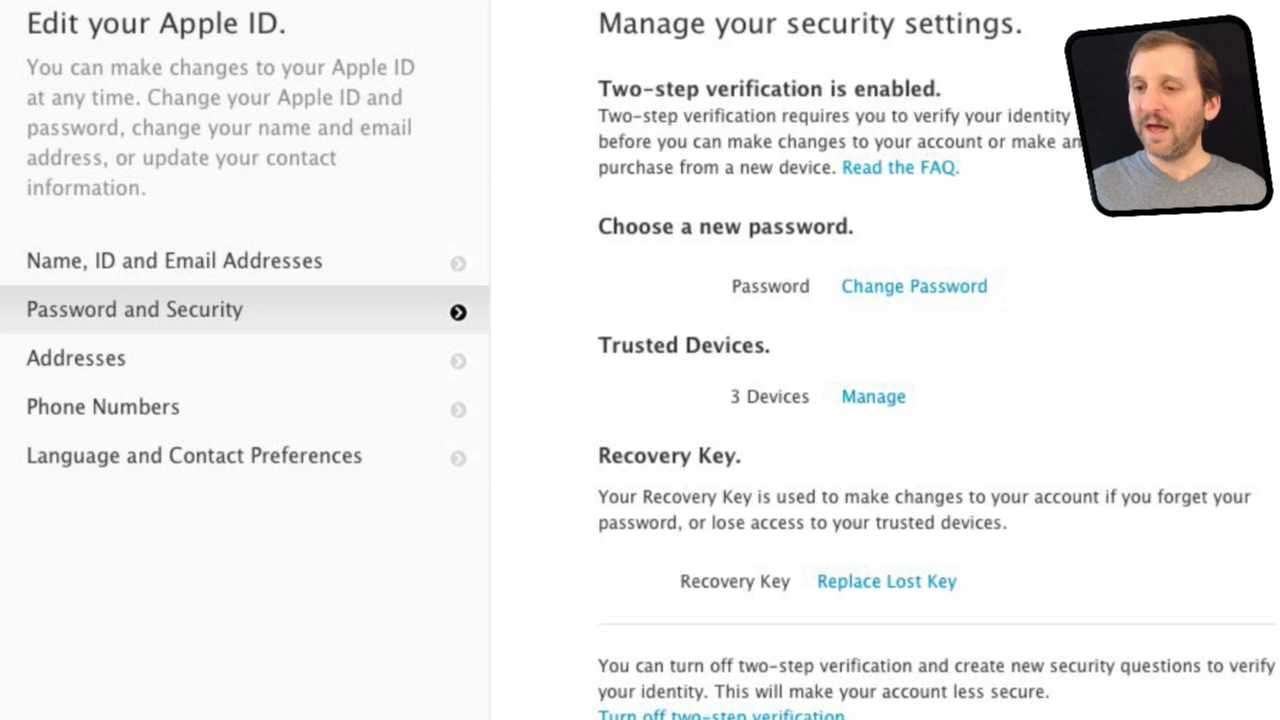 Edit your Apple ID.
You can make changes to your Apple ID
at any time. Change your Apple ID and
password, change your name and email
address, or update your contact
information.
Name, ID and Email Addresses
Password and Security
Addresses
Phone Numbers
Language and Contact Preferences
Manage your security settings.
Two-step verification is enabled.
Two-step verification requires you to verify your identity
before you can make changes to your account or make an
purchase from a new device. Read the FAQ.
Choose a new password.
Password Change Password
Trusted Devices.
3 Devices Manage
Recovery Key.
Your Recovery Key is used to make changes to your account if you forget your
password, or lose access to your trusted devices.
Recovery Key Replace Lost Key
You can turn off two-step verification and create new security questions to verify
your identity. This will make your account less secure.
Turn off two-step verification